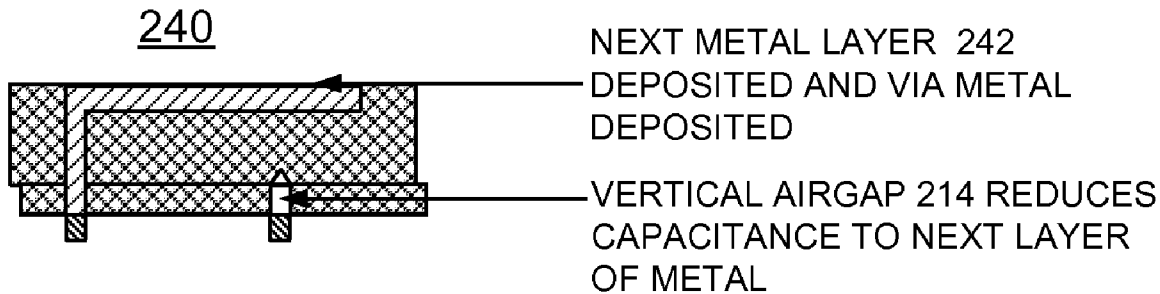 240
NEXT METAL LAYER 242
DEPOSITED AND VIA METAL
DEPOSITED
VERTICAL AIRGAP 214 REDUCES
CAPACITANCE TO NEXT LAYER
OF METAL